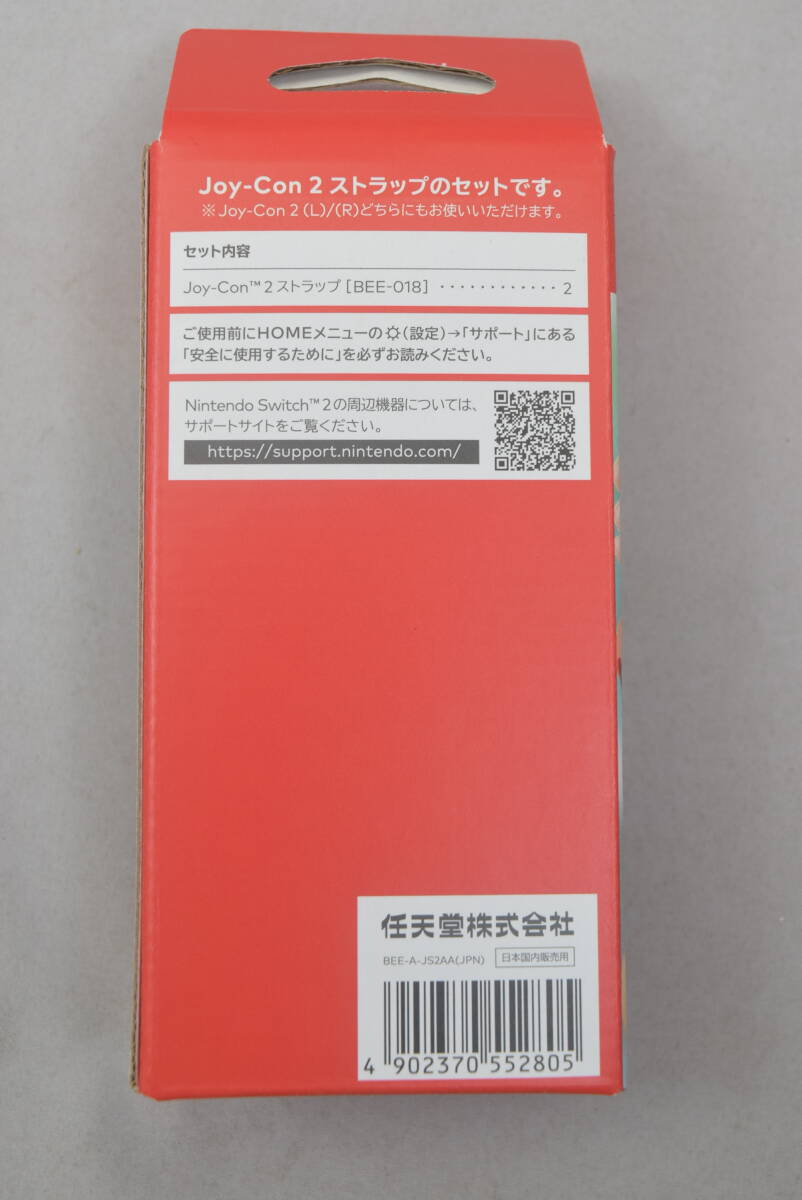 Joy-Con 2 ストラップのセットです。
※Joy-Con 2 (L)/(R)どちらにもお使いいただけます。
セット内容
Joy-Con™ 2 ストラップ [BEE-018] ············ 2
ご使用前にHOMEメニューの(設定)→「サポート」にある
「安全に使用するために」を必ずお読みください。
Nintendo Switch™ 2の周辺機器については、
サポートサイトをご覧ください。
https://support.nintendo.com/
任天堂株式会社
BEE-A-JS2AA(JPN) 日本国内販売用
4 902370 552805